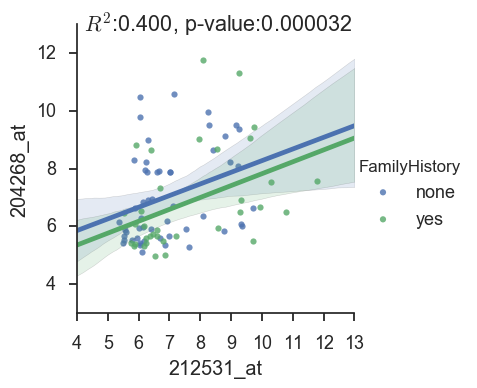 R²:0.400, p-value:0.000032
12
10
8
6
4
204268_at
4 5 6 7 8 9 10 11 12 13
212531_at
FamilyHistory
none
yes